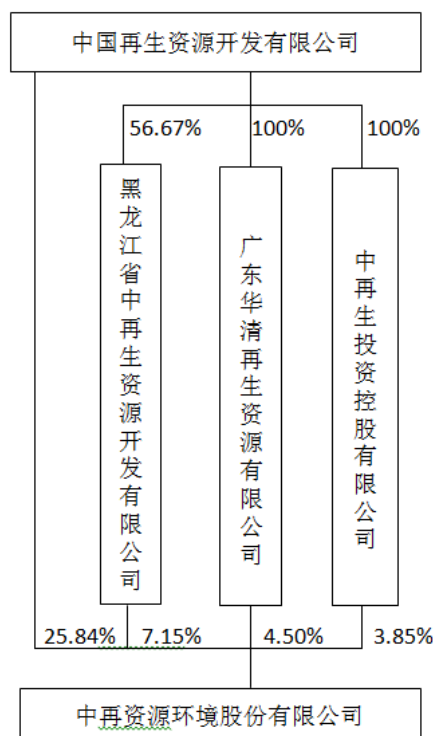 中国再生资源开发有限公司
56.67% 100% 100%
黑龙江省中再生资源开发有限公司
广东华清再生资源有限公司
中再生投资控股有限公司
25.84% 7.15% 4.50% 3.85%
中再资源环境股份有限公司